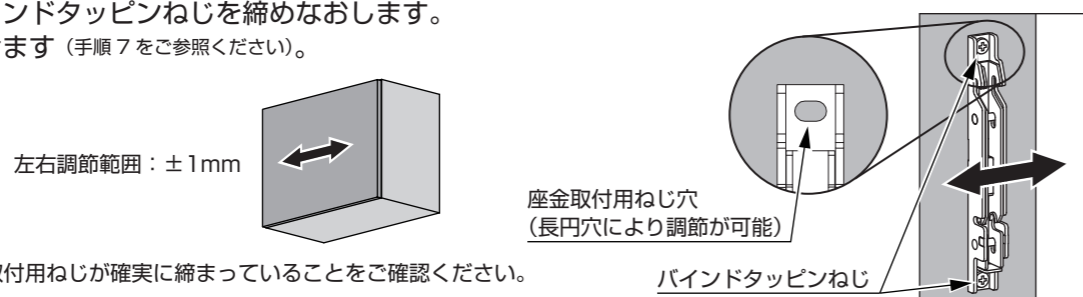 ンドタッピンねじを締めなおします。
ます（手順 7 をご参照ください）。
左右調節範囲：±1mm
座金取付用ねじ穴
（長円穴により調節が可能）
付用ねじが確実に締まっていることをご確認ください。
バインドタッピンねじ